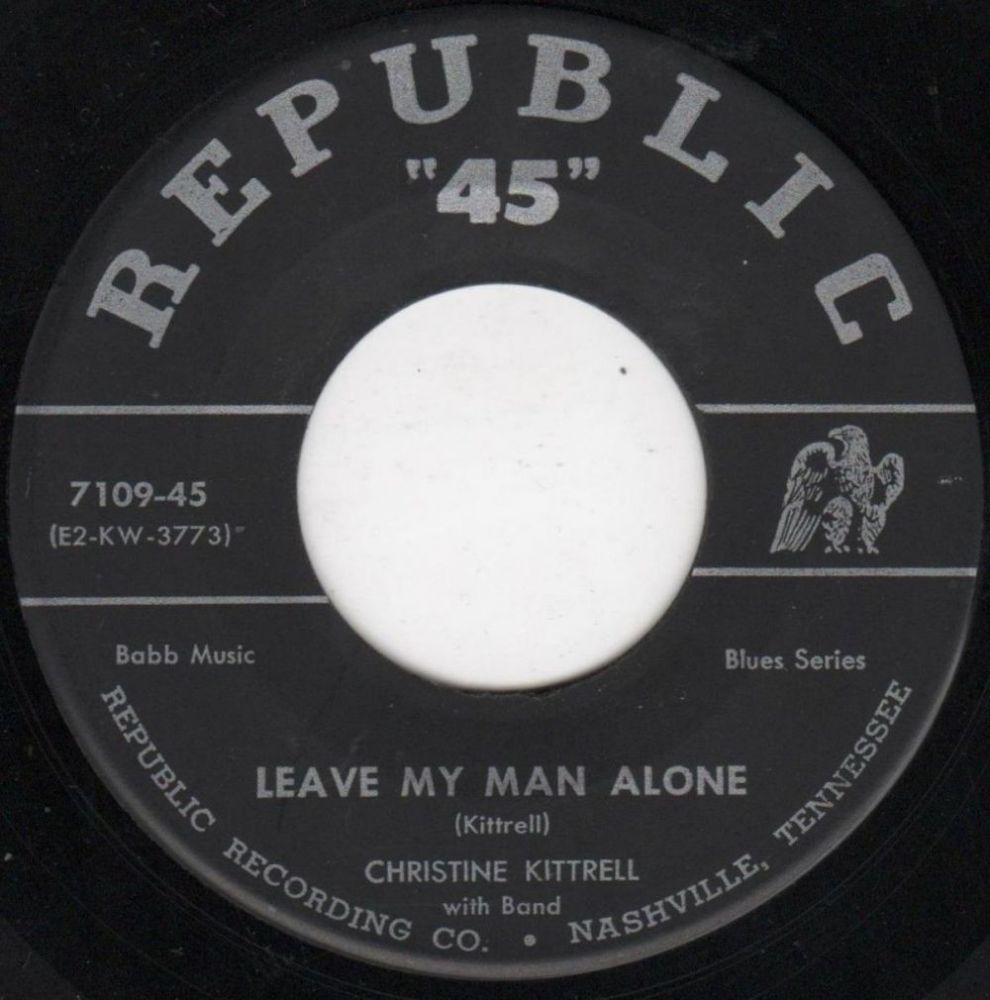 REPUBLIC
"45"
7109-45
(E2-KW-3773)
Babb Music
Blues Series
LEAVE MY MAN ALONE
(Kittrell)
CHRISTINE KITTRELL
with Band
REPUBLIC RECORDING CO. • NASHVILLE, TENNESSEE